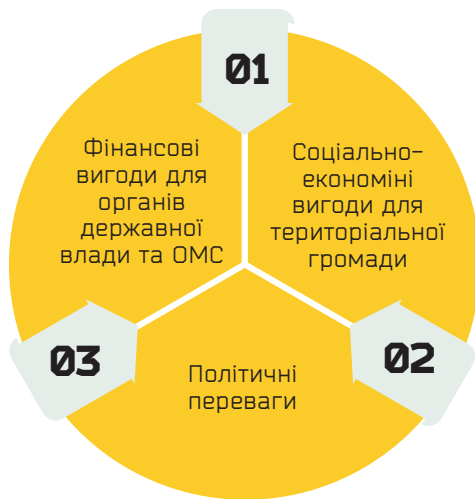 01
Фінансові
вигоди для
органів
державної
влади та ОМС
Соціально-
економіні
вигоди для
територіальної
громади
02
Політичні
переваги
03